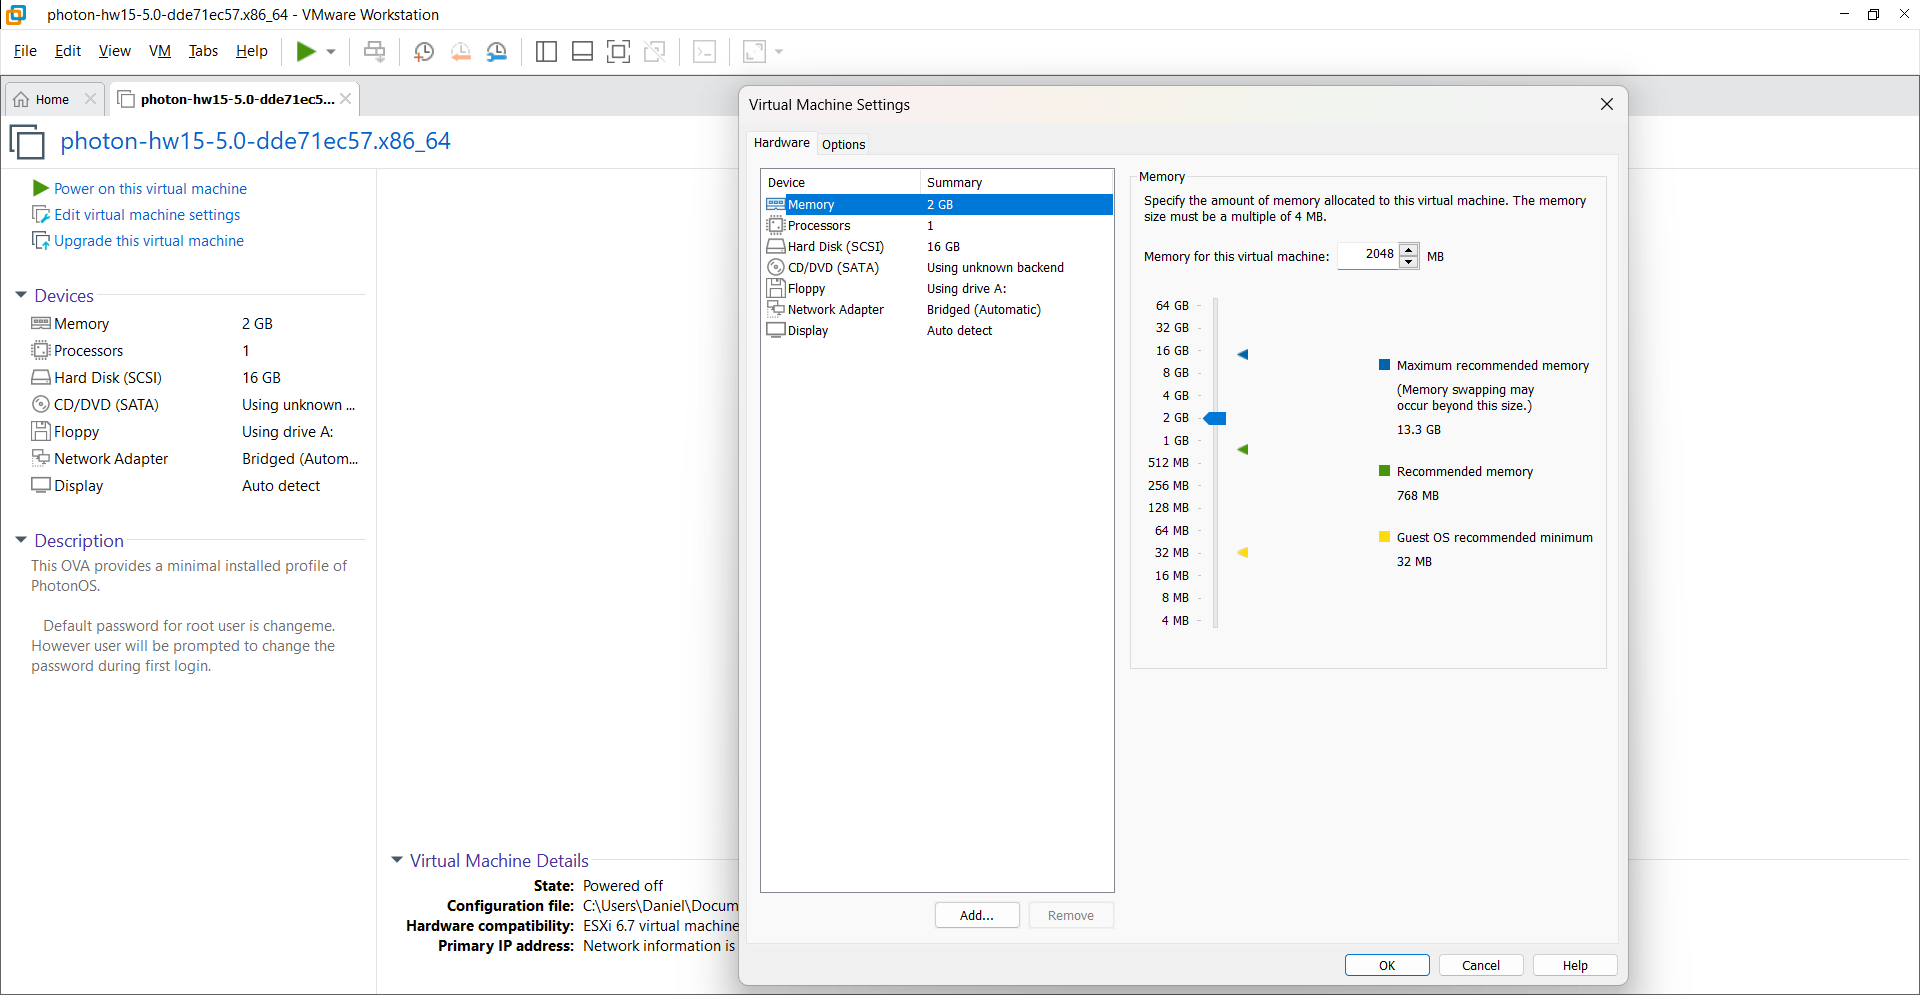 photon-hw15-5.0-dde71ec57.x86_64 - VMware Workstation
File Edit View VM Tabs Help
Home photon-hw15-5.0-dde71ec5...
photon-hw15-5.0-dde71ec57.x86_64
Power on this virtual machine
Edit virtual machine settings
Upgrade this virtual machine
Devices
Memory 2 GB
Processors 1
Hard Disk (SCSI) 16 GB
CD/DVD (SATA) Using unknown ...
Floppy Using drive A:
Network Adapter Bridged (Autom...
Display Auto detect
Description
This OVA provides a minimal installed profile of
PhotonOS.
Default password for root user is changeme.
However user will be prompted to change the
password during first login.
Virtual Machine Details
State: Powered off
Configuration file: C:\Users\Daniel\Docum
Hardware compatibility: ESXi 6.7 virtual machine
Primary IP address: Network information is
Virtual Machine Settings
Hardware Options
Device Summary
Memory 2 GB
Processors 1
Hard Disk (SCSI) 16 GB
CD/DVD (SATA) Using unknown backend
Floppy Using drive A:
Network Adapter Bridged (Automatic)
Display Auto detect
Add... Remove
Memory
Specify the amount of memory allocated to this virtual machine. The memory
size must be a multiple of 4 MB.
Memory for this virtual machine: 2048 MB
64 GB
32 GB
16 GB
8 GB
4 GB
2 GB
1 GB
512 MB
256 MB
128 MB
64 MB
32 MB
16 MB
8 MB
4 MB
Maximum recommended memory
(Memory swapping may
occur beyond this size.)
13.3 GB
Recommended memory
768 MB
Guest OS recommended minimum
32 MB
OK Cancel Help